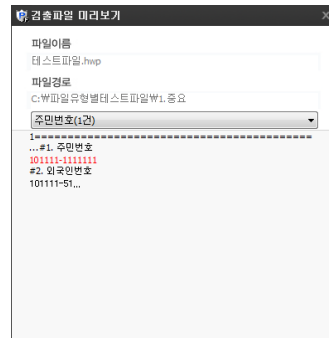 검출파일 미리보기
파일이름
테스트파일.hwp
파일경로
C:₩파일유형별테스트파일₩1.중요
주민번호(1건)
1==========================================
...#1. 주민번호
101111-1111111
#2. 외국인번호
101111-51...